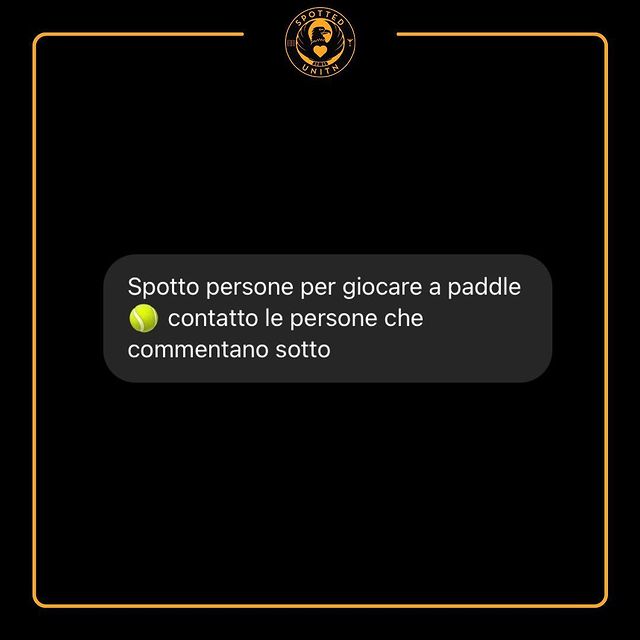 SPOTTED
UNITN
Spotto persone per giocare a paddle
🎾 contatto le persone che
commentano sotto